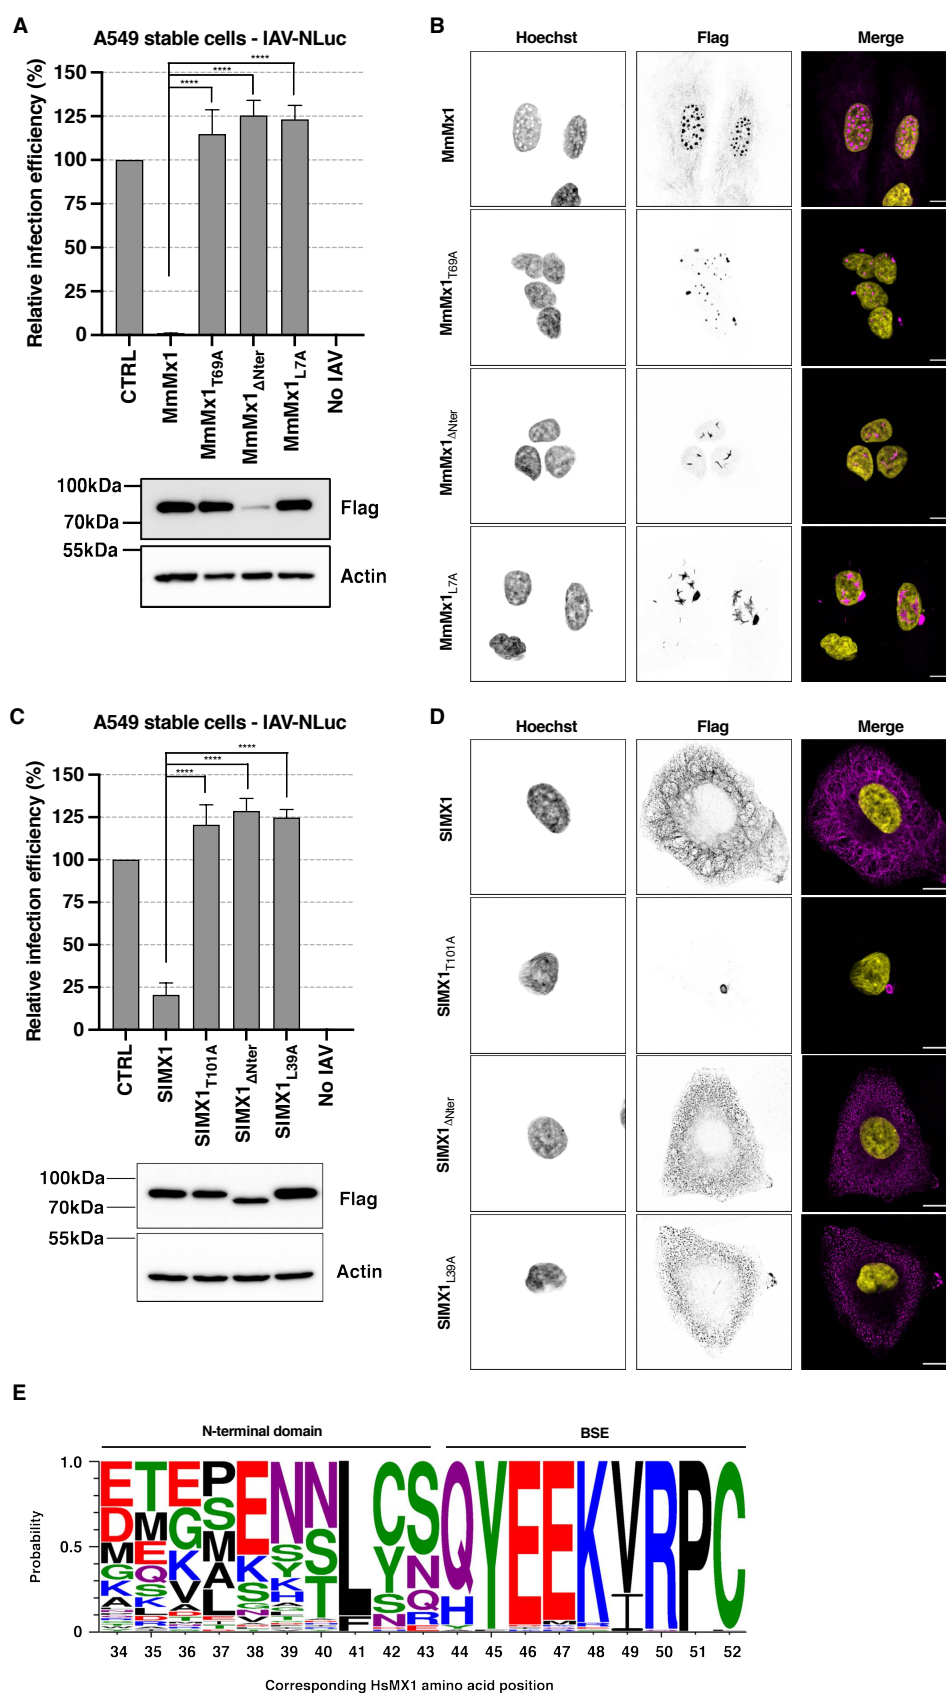 A
A549 stable cells - IAV-NLuc
Relative infection efficiency (%)
150
125
100
75
50
25
0
****
****
****
CTRL
MmMx1
MmMx1T69A
MmMx1ΔNter
MmMx1L7A
No IAV
100kDa
70kDa
55kDa
Flag
Actin
B
Hoechst Flag Merge
MmMx1
MmMx1T69A
MmMx1ΔNter
MmMx1L7A
C
A549 stable cells - IAV-NLuc
Relative infection efficiency (%)
150
125
100
75
50
25
0
****
****
****
CTRL
SlMX1
SlMX1T101A
SlMX1ΔNter
SlMX1L39A
No IAV
100kDa
70kDa
55kDa
Flag
Actin
D
Hoechst Flag Merge
SlMX1
SlMX1T101A
SlMX1ΔNter
SlMX1L39A
E
N-terminal domain BSE
Probability
1.0
0.5
0
E T E P E N N L C S Q Y E E K V R P C
34 35 36 37 38 39 40 41 42 43 44 45 46 47 48 49 50 51 52
Corresponding HsMX1 amino acid position